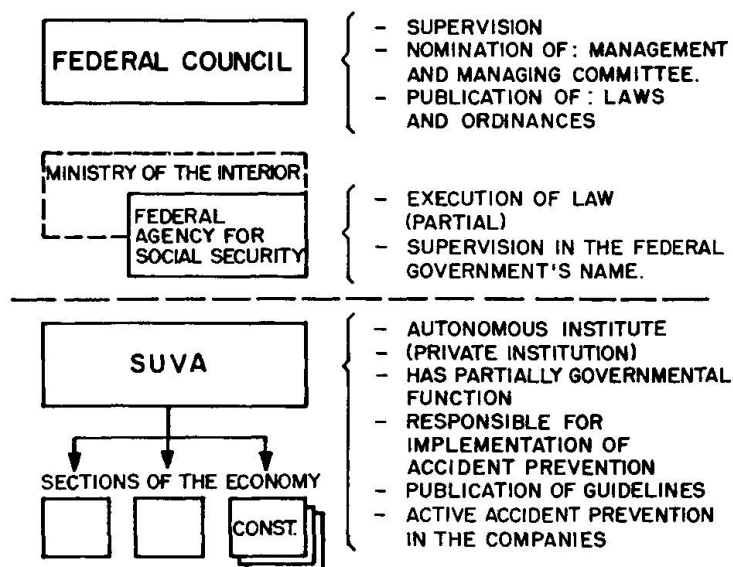 FEDERAL COUNCIL
- SUPERVISION
- NOMINATION OF: MANAGEMENT
AND MANAGING COMMITTEE.
- PUBLICATION OF: LAWS
AND ORDINANCES
MINISTRY OF THE INTERIOR
FEDERAL
AGENCY FOR
SOCIAL SECURITY
- EXECUTION OF LAW
(PARTIAL)
- SUPERVISION IN THE FEDERAL
GOVERNMENT'S NAME.
SUVA
- AUTONOMOUS INSTITUTE
- (PRIVATE INSTITUTION)
- HAS PARTIALLY GOVERNMENTAL
FUNCTION
- RESPONSIBLE FOR
IMPLEMENTATION OF
ACCIDENT PREVENTION
- PUBLICATION OF GUIDELINES
- ACTIVE ACCIDENT PREVENTION
IN THE COMPANIES
SECTIONS OF THE ECONOMY
CONST.